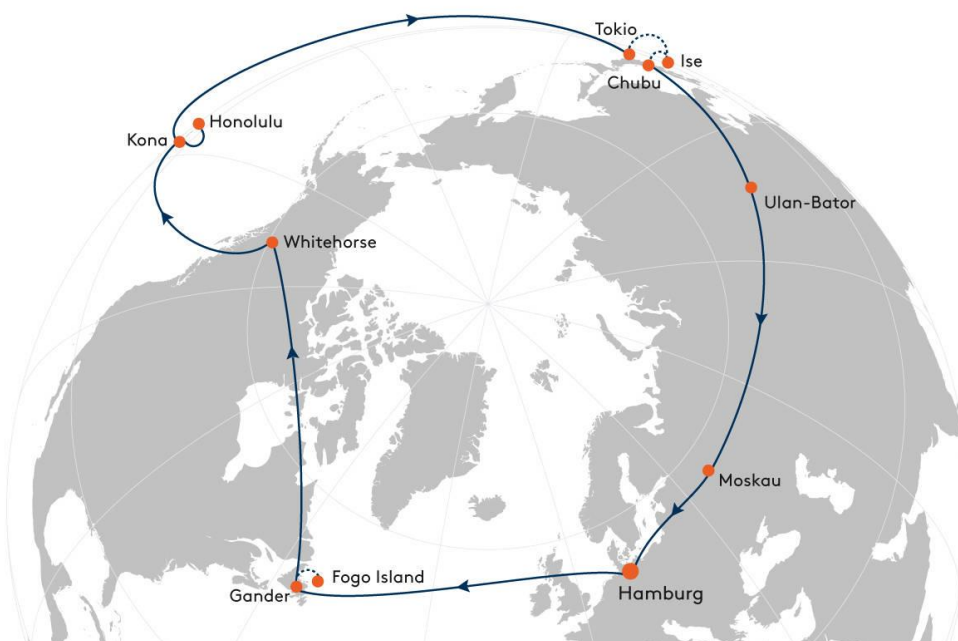 Tokio
Ise
Chubu
Honolulu
Kona
Ulan-Bator
Whitehorse
Moskau
Fogo Island
Gander
Hamburg